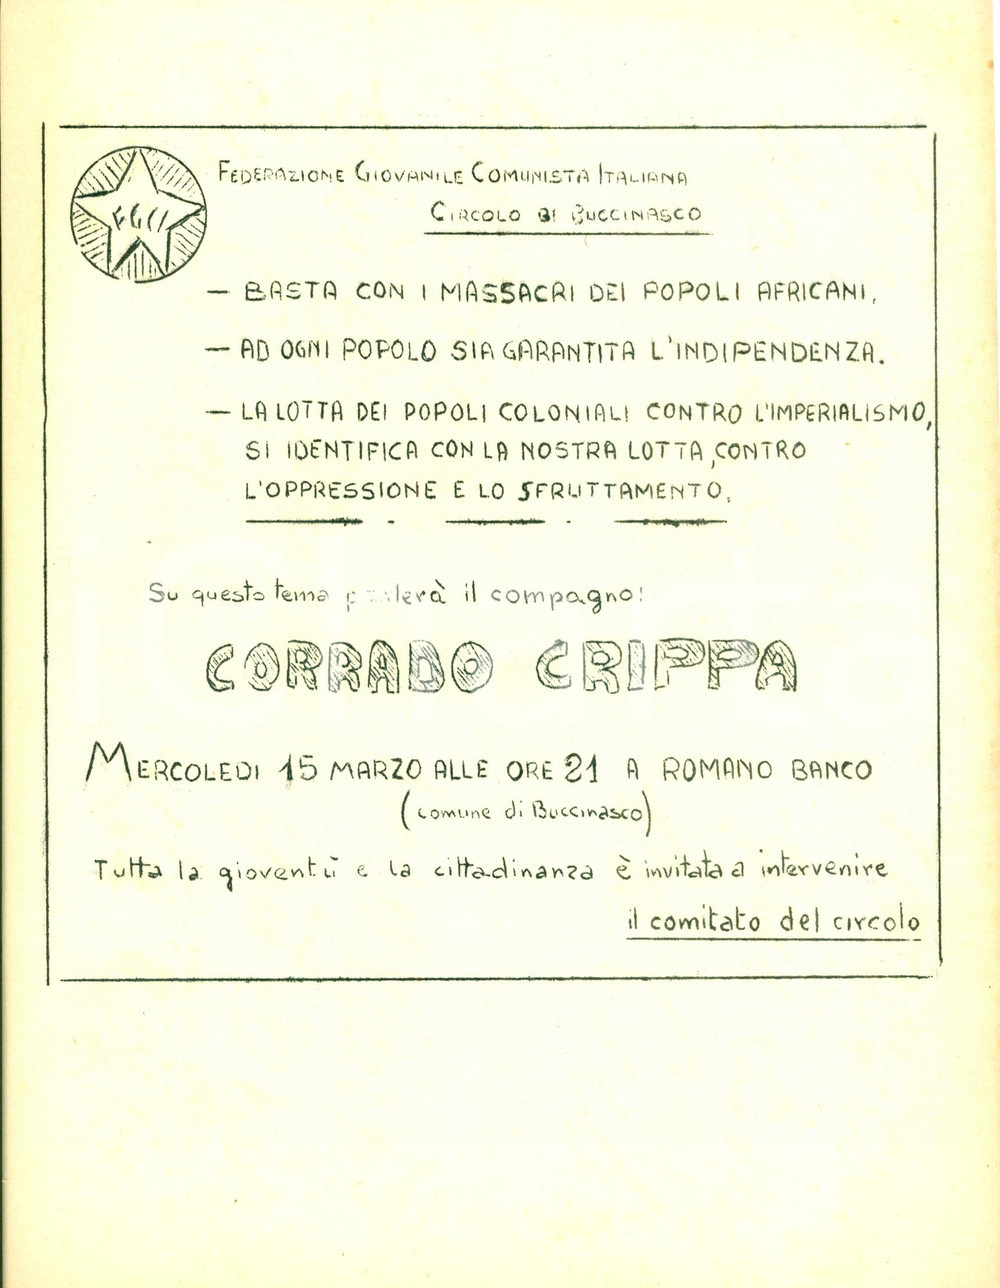 FGCI
FEDERAZIONE GIOVANILE COMUNISTA ITALIANA
CIRCOLO DI BUCCINASCO
— BASTA CON I MASSACRI DEI POPOLI AFRICANI.
— AD OGNI POPOLO SIA GARANTITA L'INDIPENDENZA.
— LA LOTTA DEI POPOLI COLONIALI CONTRO L'IMPERIALISMO,
SI IDENTIFICA CON LA NOSTRA LOTTA, CONTRO
L'OPPRESSIONE E LO SFRUTTAMENTO.
Su questo tema parlerà il compagno:
CORRADO CRIPPA
MERCOLEDI 15 MARZO ALLE ORE 21 A ROMANO BANCO
(comune di Buccinasco)
Tutta la gioventù e la cittadinanza è invitata a intervenire
il comitato del circolo